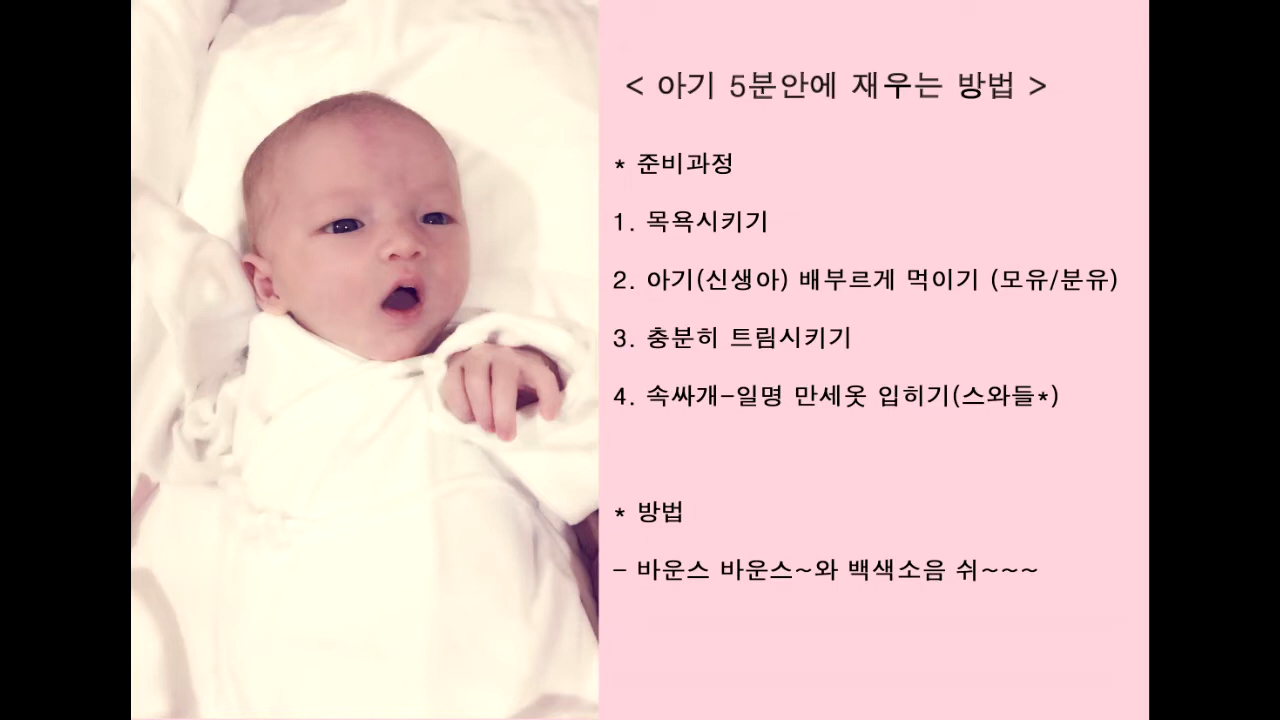 < 아기 5분안에 재우는 방법 >
* 준비과정
1. 목욕시키기
2. 아기(신생아) 배부르게 먹이기 (모유/분유)
3. 충분히 트림시키기
4. 속싸개-일명 만세옷 입히기(스와들*)
* 방법
- 바운스 바운스~와 백색소음 쉬~~~